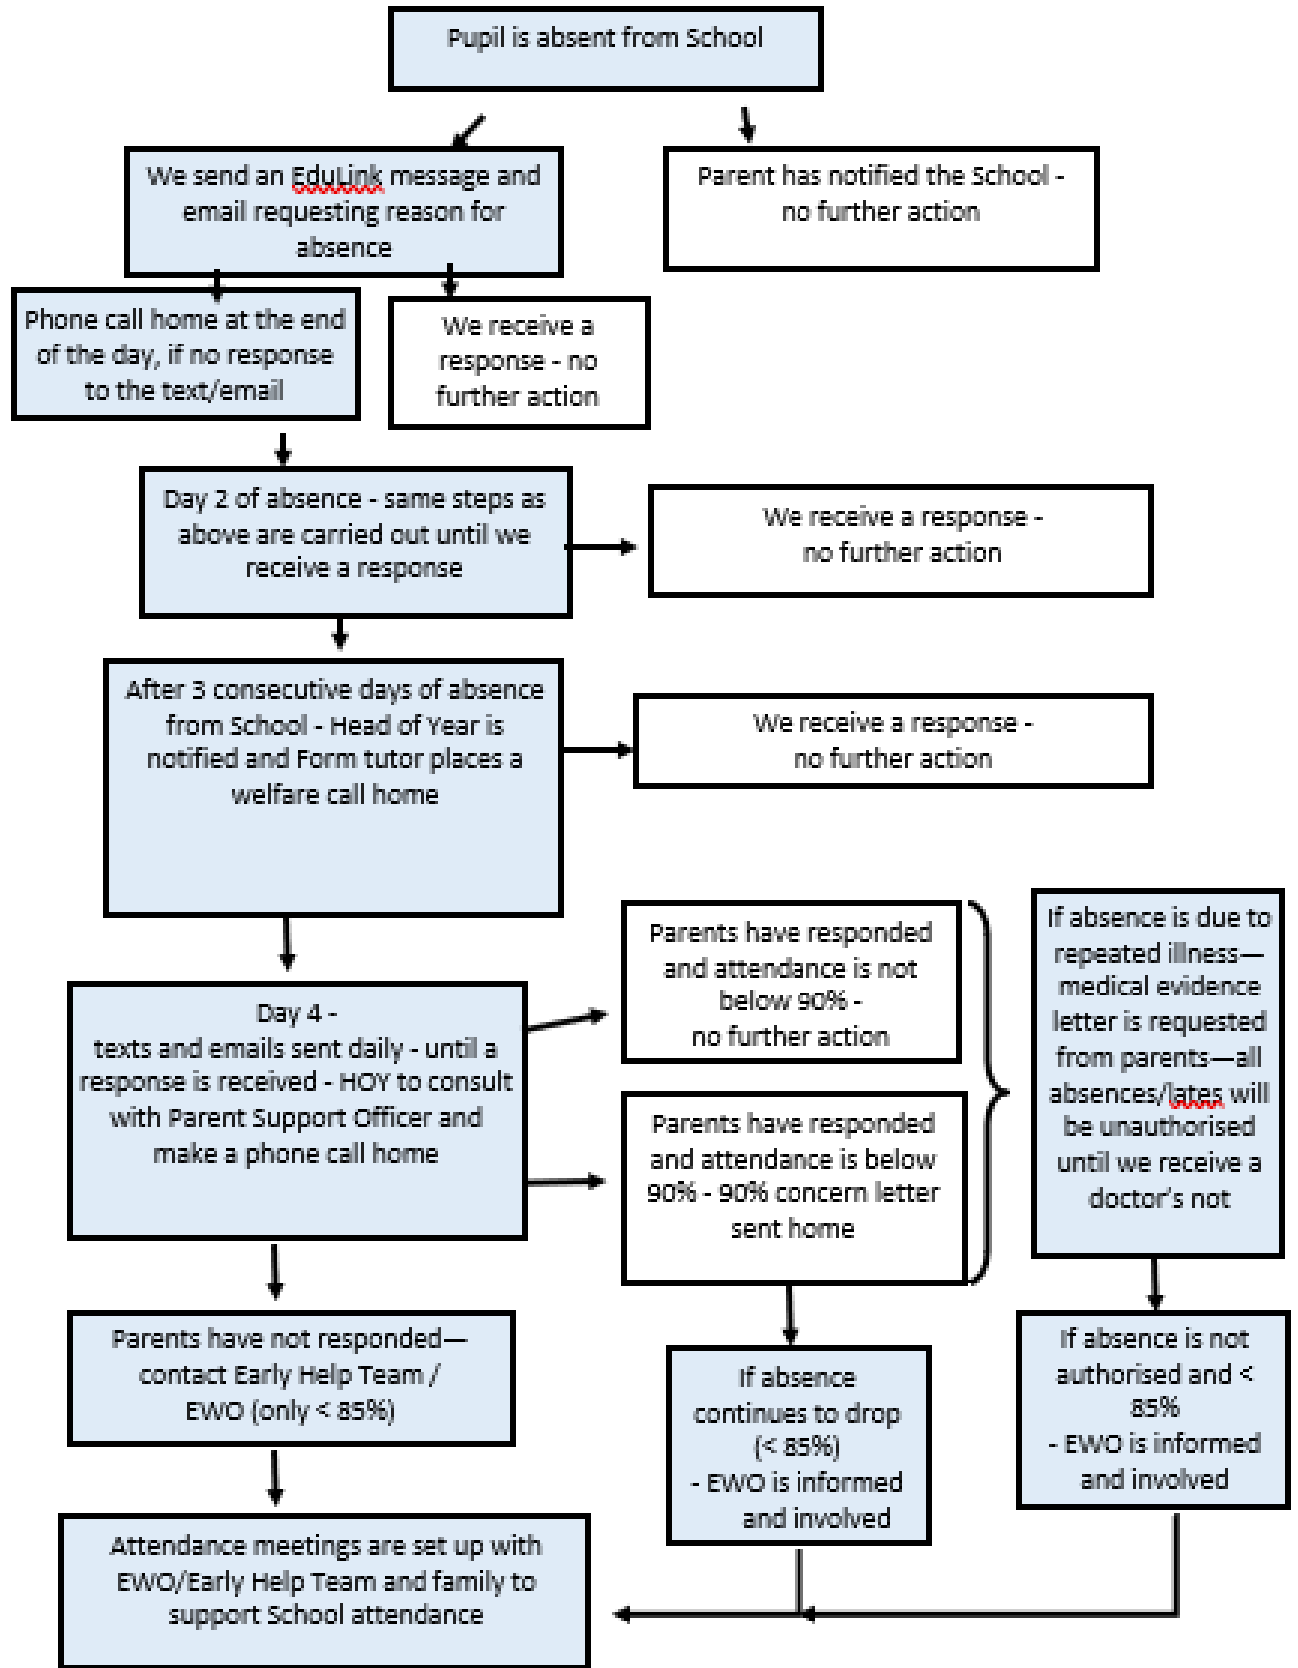 Pupil is absent from School
We send an EduLink message and
email requesting reason for
absence
Parent has notified the School -
no further action
Phone call home at the end
of the day, if no response
to the text/email
We receive a
response - no
further action
Day 2 of absence - same steps as
above are carried out until we
receive a response
We receive a response -
no further action
After 3 consecutive days of absence
from School - Head of Year is
notified and Form tutor places a
welfare call home
We receive a response -
no further action
Day 4 -
texts and emails sent daily - until a
response is received - HOY to consult
with Parent Support Officer and
make a phone call home
Parents have responded
and attendance is not
below 90% -
no further action
Parents have responded
and attendance is below
90% - 90% concern letter
sent home
If absence is due to
repeated illness—
medical evidence
letter is requested
from parents—all
absences/lates will
be unauthorised
until we receive a
doctor's not
Parents have not responded—
contact Early Help Team /
EWO (only < 85%)
If absence
continues to drop
(< 85%)
- EWO is informed
and involved
If absence is not
authorised and <
85%
- EWO is informed
and involved
Attendance meetings are set up with
EWO/Early Help Team and family to
support School attendance